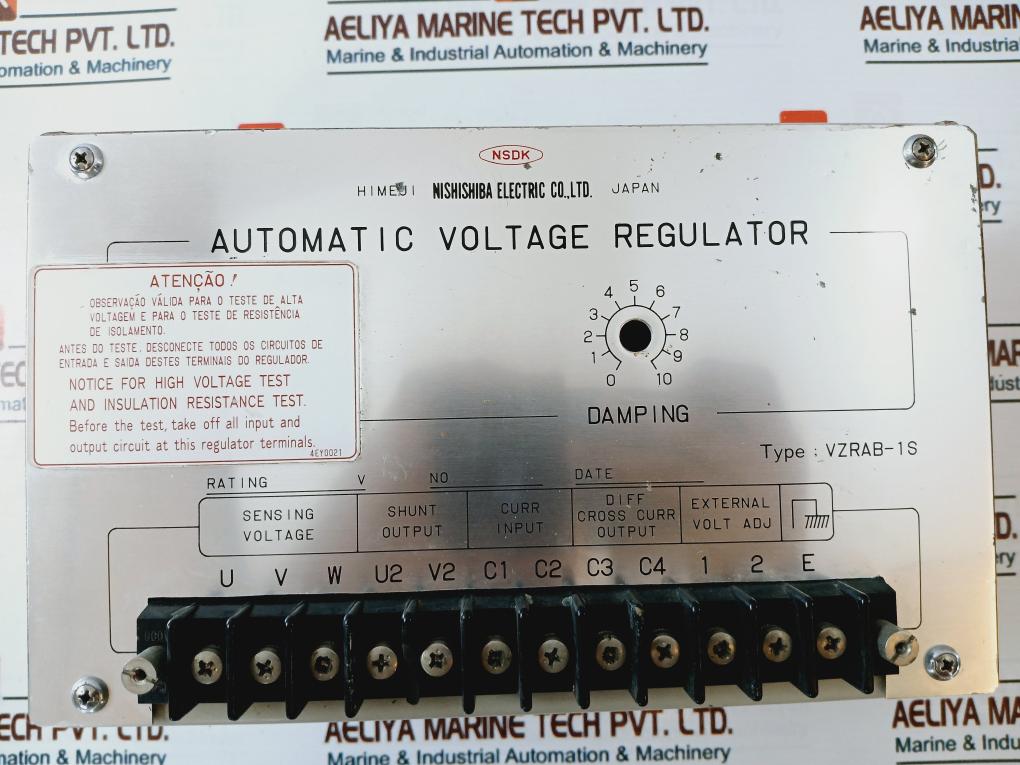 TECH PVT. LTD.
omation & Machinery
AELIYA MARINE TECH PVT. LTD.
Marine & Industrial Automation & Machinery
AELIYA MARIN
Marine & Industria
NSDK
HIMEJI NISHISHIBA ELECTRIC CO.,LTD. JAPAN
AUTOMATIC VOLTAGE REGULATOR
ATENÇÃO!
OBSERVAÇÃO VÁLIDA PARA O TESTE DE ALTA
VOLTAGEM E PARA O TESTE DE RESISTÊNCIA
DE ISOLAMENTO.
ANTES DO TESTE, DESCONECTE TODOS OS CIRCUITOS DE
ENTRADA E SAIDA DESTES TERMINAIS DO REGULADOR.
NOTICE FOR HIGH VOLTAGE TEST
AND INSULATION RESISTANCE TEST.
Before the test, take off all input and
output circuit at this regulator terminals.
4EY0021
0 1 2 3 4 5 6 7 8 9 10
DAMPING
Type : VZRAB-1S
RATING V NO DATE
SENSING
VOLTAGE
SHUNT
OUTPUT
CURR
INPUT
DIFF
CROSS CURR
OUTPUT
EXTERNAL
VOLT ADJ
U V W U2 V2 C1 C2 C3 C4 1 2 E
TECH PVT. LTD.
mation & Machinery
AELIYA MARINE TECH PVT. LTD.
Marine & Industrial Automation & Machinery
AELIYA MA
Marine & Indus